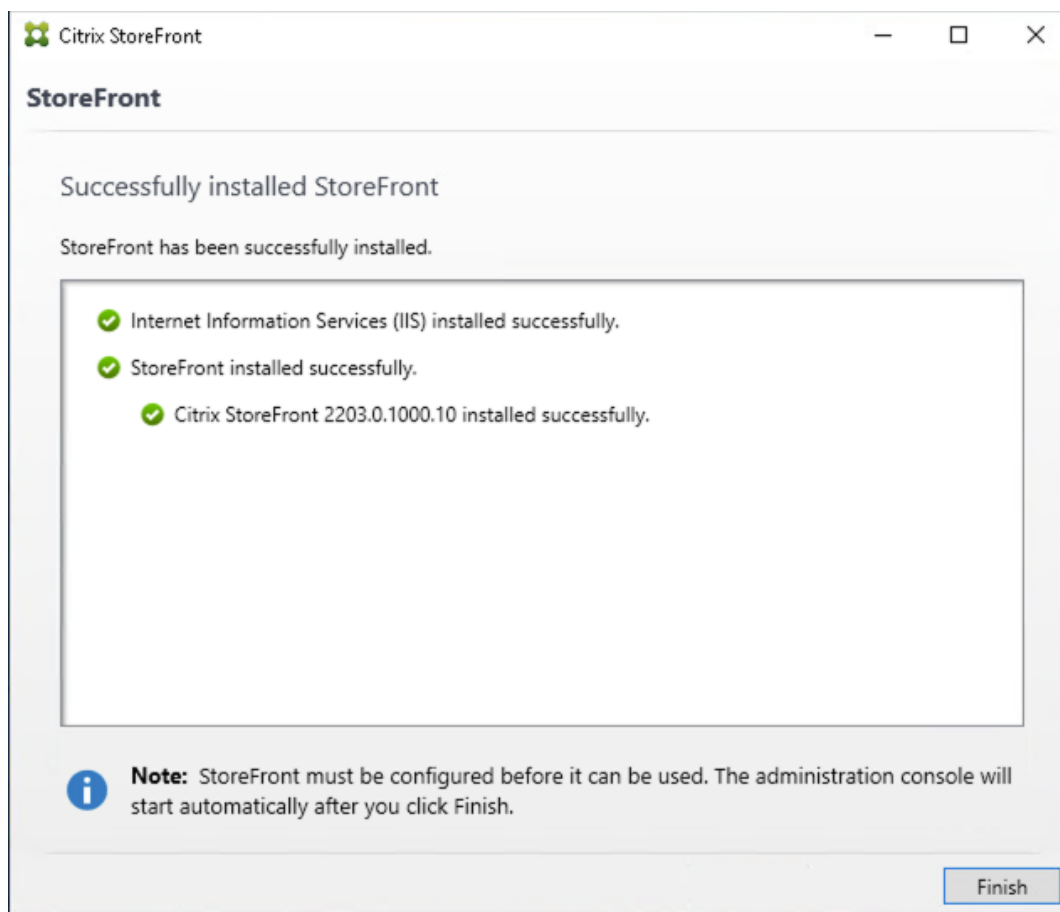 Citrix StoreFront
StoreFront
Successfully installed StoreFront
StoreFront has been successfully installed.
Internet Information Services (IIS) installed successfully.
StoreFront installed successfully.
Citrix StoreFront 2203.0.1000.10 installed successfully.
Note: StoreFront must be configured before it can be used. The administration console will
start automatically after you click Finish.
Finish